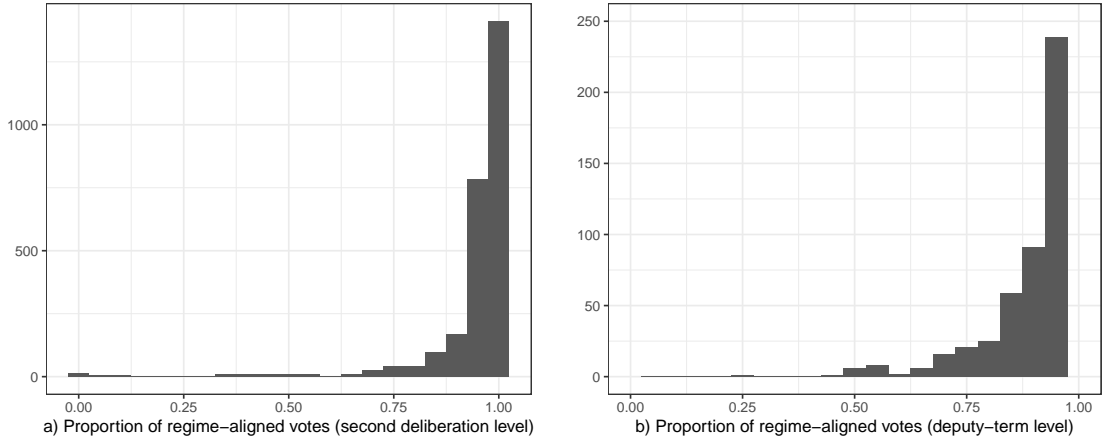 1000
500
0
0.00 0.25 0.50 0.75 1.00
a) Proportion of regime−aligned votes (second deliberation level)
250
200
150
100
50
0
0.00 0.25 0.50 0.75 1.00
b) Proportion of regime−aligned votes (deputy−term level)